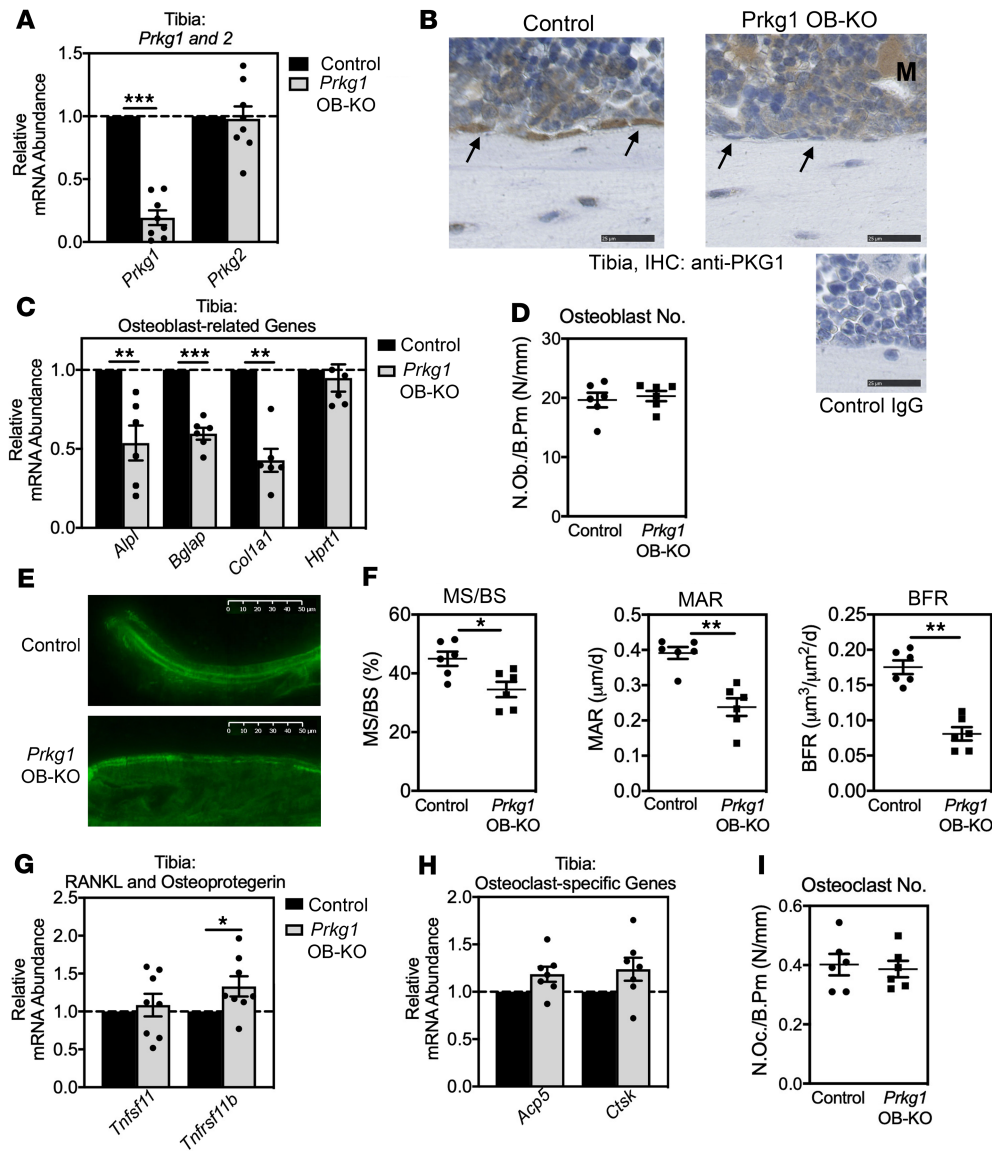 A
Tibia:
Prkg1 and 2
Relative
mRNA Abundance
1.5
1.0
0.5
0.0
***
Prkg1
Prkg2
Control
Prkg1
OB-KO
B
Control
Prkg1 OB-KO
M
25 μm
25 μm
Tibia, IHC: anti-PKG1
25 μm
Control IgG
C
Tibia:
Osteoblast-related Genes
Relative
mRNA Abundance
1.0
0.5
0.0
**
***
**
Alpl
Bglap
Col1a1
Hprt1
Control
Prkg1
OB-KO
D
Osteoblast No.
N.Ob./B.Pm (N/mm)
30
20
10
0
Control
Prkg1
OB-KO
E
Control
0 10 20 30 40 50 μm
Prkg1
OB-KO
0 10 20 30 40 50 μm
F
MS/BS
MS/BS (%)
60
40
20
0
*
Control
Prkg1
OB-KO
MAR
MAR (μm/d)
0.5
0.4
0.3
0.2
0.1
0.0
**
Control
Prkg1
OB-KO
BFR
BFR (μm³/μm²/d)
0.25
0.20
0.15
0.10
0.05
0.00
**
Control
Prkg1
OB-KO
G
Tibia:
RANKL and Osteoprotegerin
Relative
mRNA Abundance
2.5
2.0
1.5
1.0
0.5
0.0
*
Tnfsf11
Tnfrsf11b
Control
Prkg1
OB-KO
H
Tibia:
Osteoclast-specific Genes
Relative
mRNA Abundance
2.0
1.5
1.0
0.5
0.0
Acp5
Ctsk
I
Osteoclast No.
N.Oc./B.Pm (N/mm)
0.6
0.4
0.2
0.0
Control
Prkg1
OB-KO